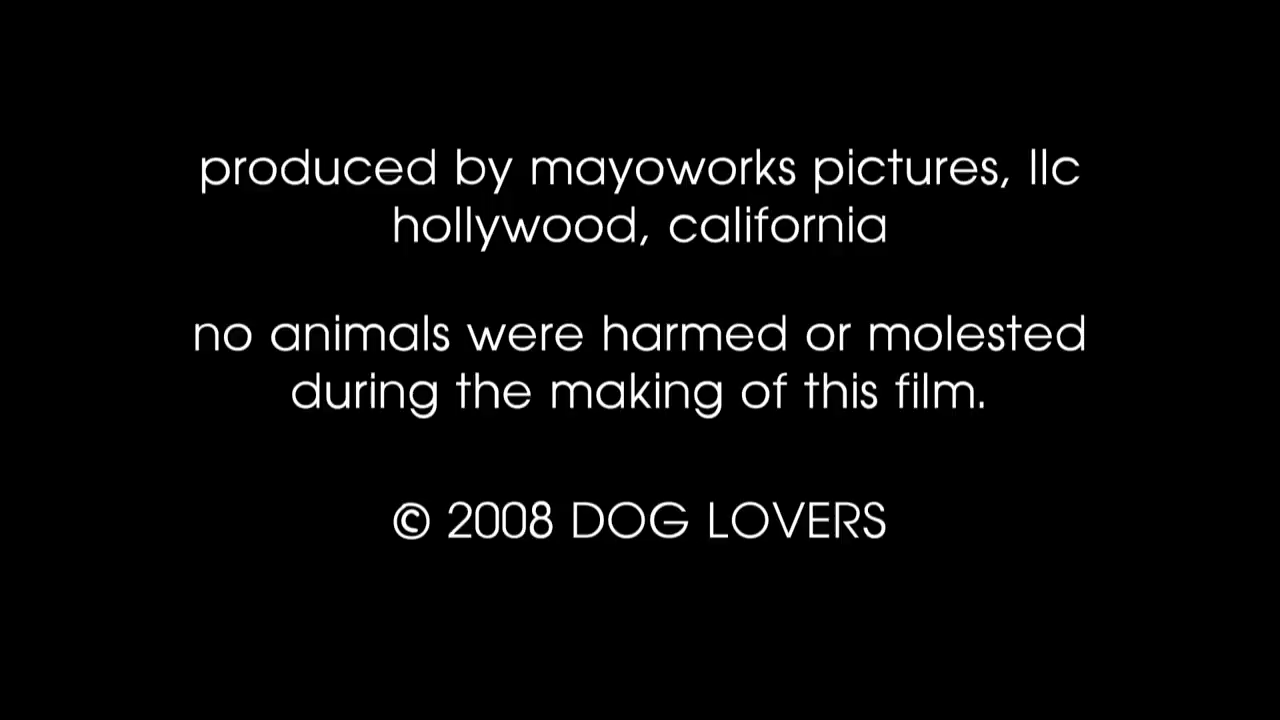 produced by mayoworks pictures, llc
hollywood, california
no animals were harmed or molested
during the making of this film.
© 2008 DOG LOVERS